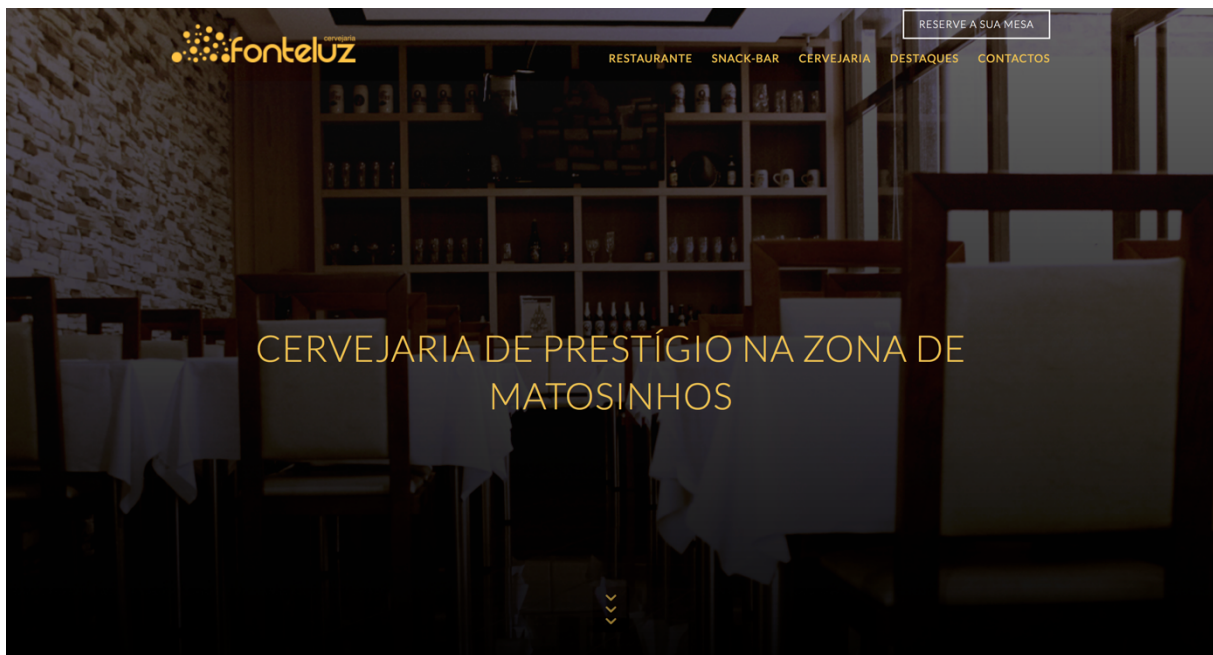 RESERVE A SUA MESA
cervejaria
fonteluz
RESTAURANTE SNACK-BAR CERVEJARIA DESTAQUES CONTACTOS
CERVEJARIA DE PRESTÍGIO NA ZONA DE
MATOSINHOS